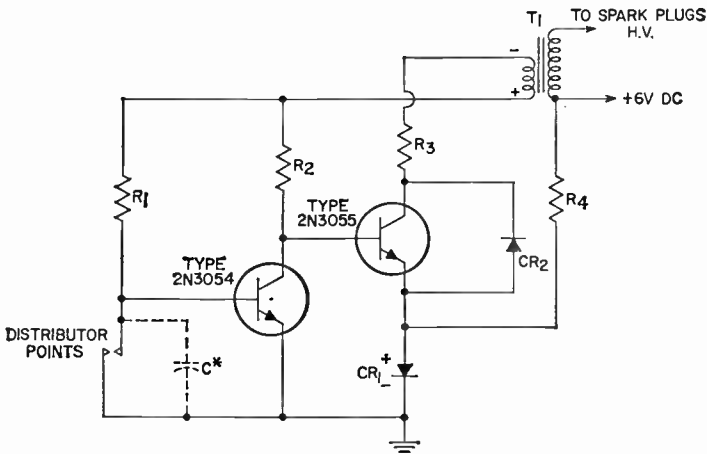 T1
TO SPARK PLUGS
H.V.
-
+
+6V DC
R3
R2
R1
R4
TYPE
2N3055
TYPE
2N3054
CR2
DISTRIBUTOR
POINTS
C*
+
CR1
-